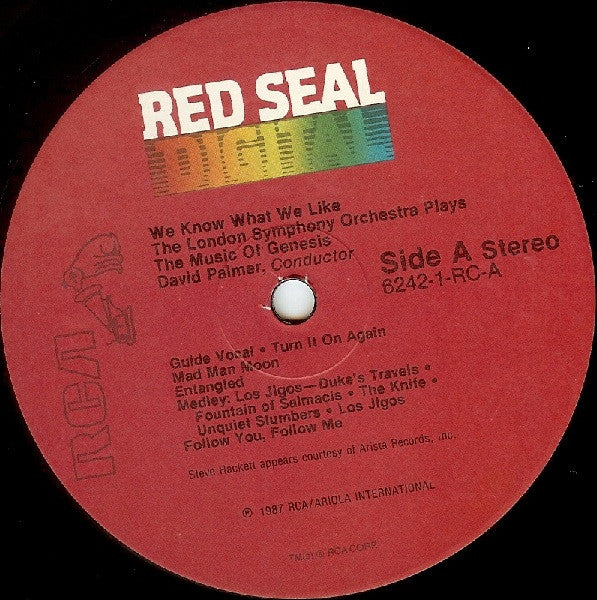 RED SEAL
DIGITAL
We Know What We Like
The London Symphony Orchestra Plays
The Music Of Genesis
David Palmer, Conductor
Side A Stereo
6242-1-RC-A
Guide Vocal • Turn It On Again
Mad Man Moon
Entangled
Medley: Los Jigos—Duke's Travels •
Fountain of Salmacis • The Knife •
Unquiet Slumbers • Los Jigos
Follow You, Follow Me
Steve Hackett appears courtesy of Arista Records, Inc.
℗ 1987 RCA/ARIOLA INTERNATIONAL
RCA CORP.
RCA